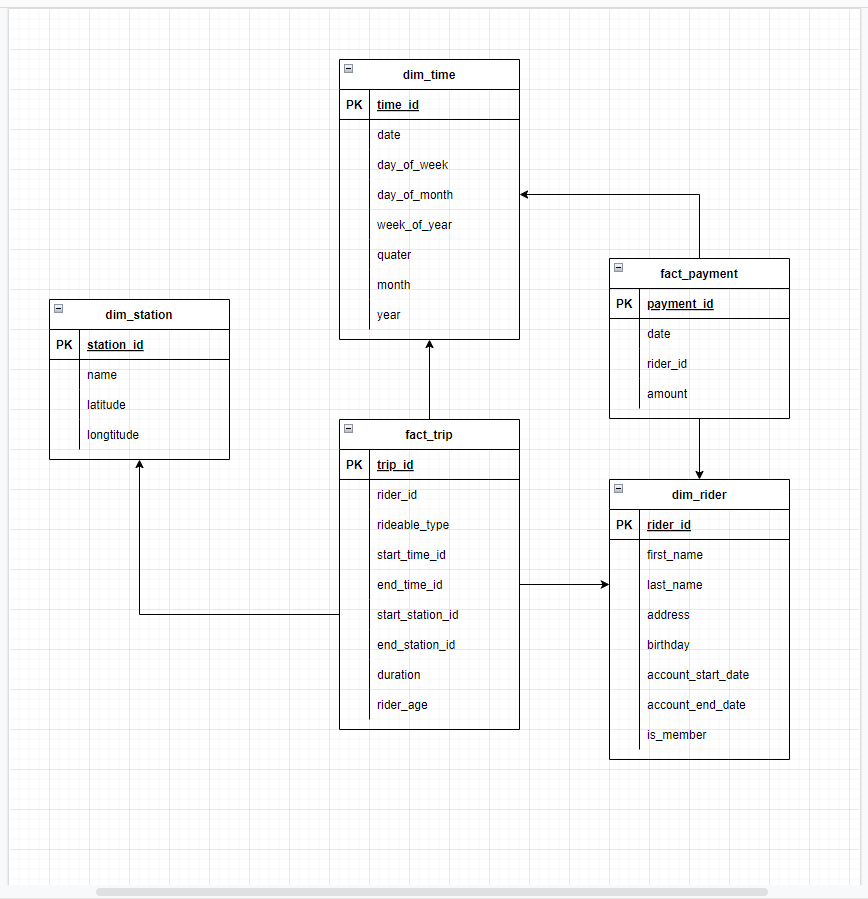 dim_time
PK time_id
date
day_of_week
day_of_month
week_of_year
quater
month
year
fact_payment
PK payment_id
date
rider_id
amount
dim_station
PK station_id
name
latitude
longtitude
fact_trip
PK trip_id
rider_id
rideable_type
start_time_id
end_time_id
start_station_id
end_station_id
duration
rider_age
dim_rider
PK rider_id
first_name
last_name
address
birthday
account_start_date
account_end_date
is_member